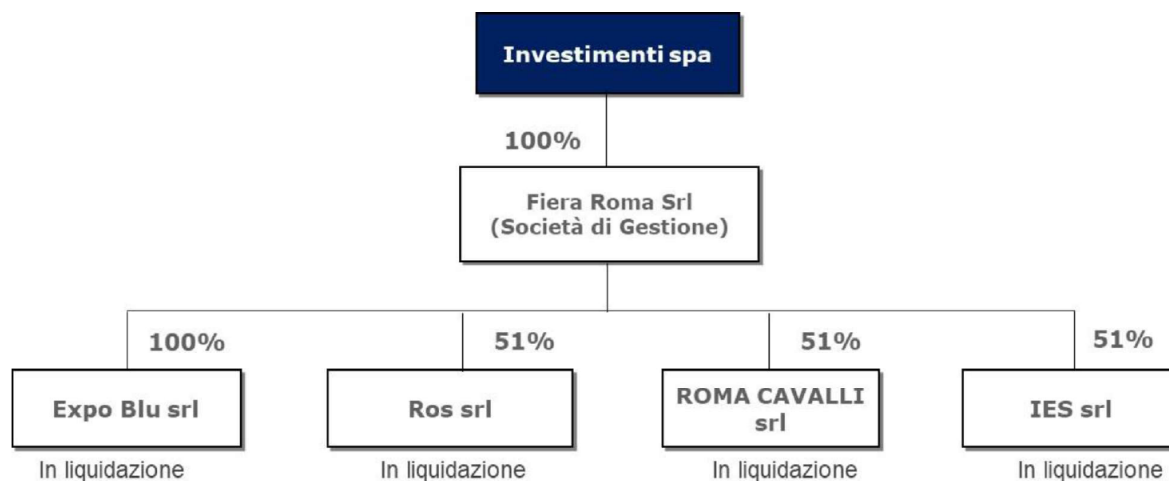 Investimenti spa
100%
Fiera Roma Srl
(Società di Gestione)
100%
51%
51%
51%
Expo Blu srl
Ros srl
ROMA CAVALLI
srl
IES srl
In liquidazione
In liquidazione
In liquidazione
In liquidazione